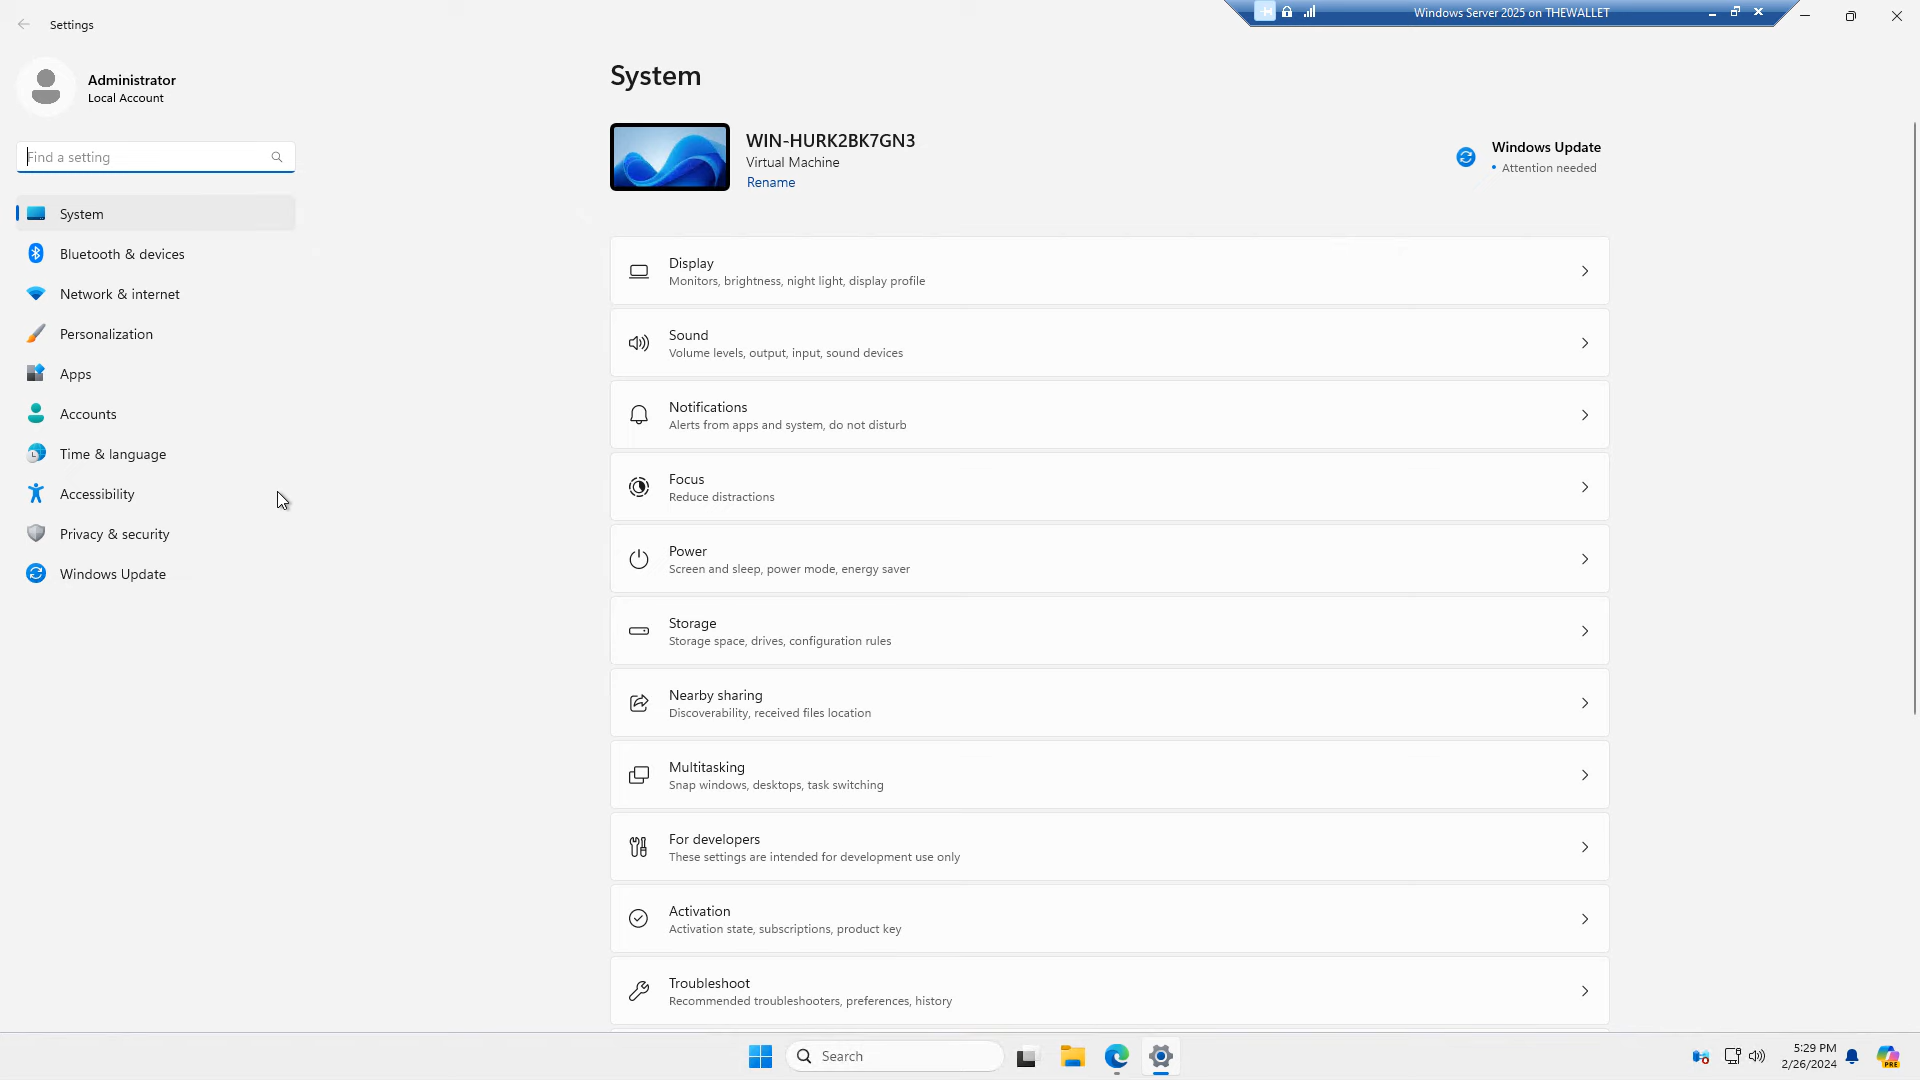 Settings
Windows Server 2025 on THEWALLET
Administrator
Local Account
Find a setting
System
Bluetooth & devices
Network & internet
Personalization
Apps
Accounts
Time & language
Accessibility
Privacy & security
Windows Update
System
WIN-HURK2BK7GN3
Virtual Machine
Rename
Windows Update
Attention needed
Display
Monitors, brightness, night light, display profile
Sound
Volume levels, output, input, sound devices
Notifications
Alerts from apps and system, do not disturb
Focus
Reduce distractions
Power
Screen and sleep, power mode, energy saver
Storage
Storage space, drives, configuration rules
Nearby sharing
Discoverability, received files location
Multitasking
Snap windows, desktops, task switching
For developers
These settings are intended for development use only
Activation
Activation state, subscriptions, product key
Troubleshoot
Recommended troubleshooters, preferences, history
Search
5:29 PM
2/26/2024
PRE